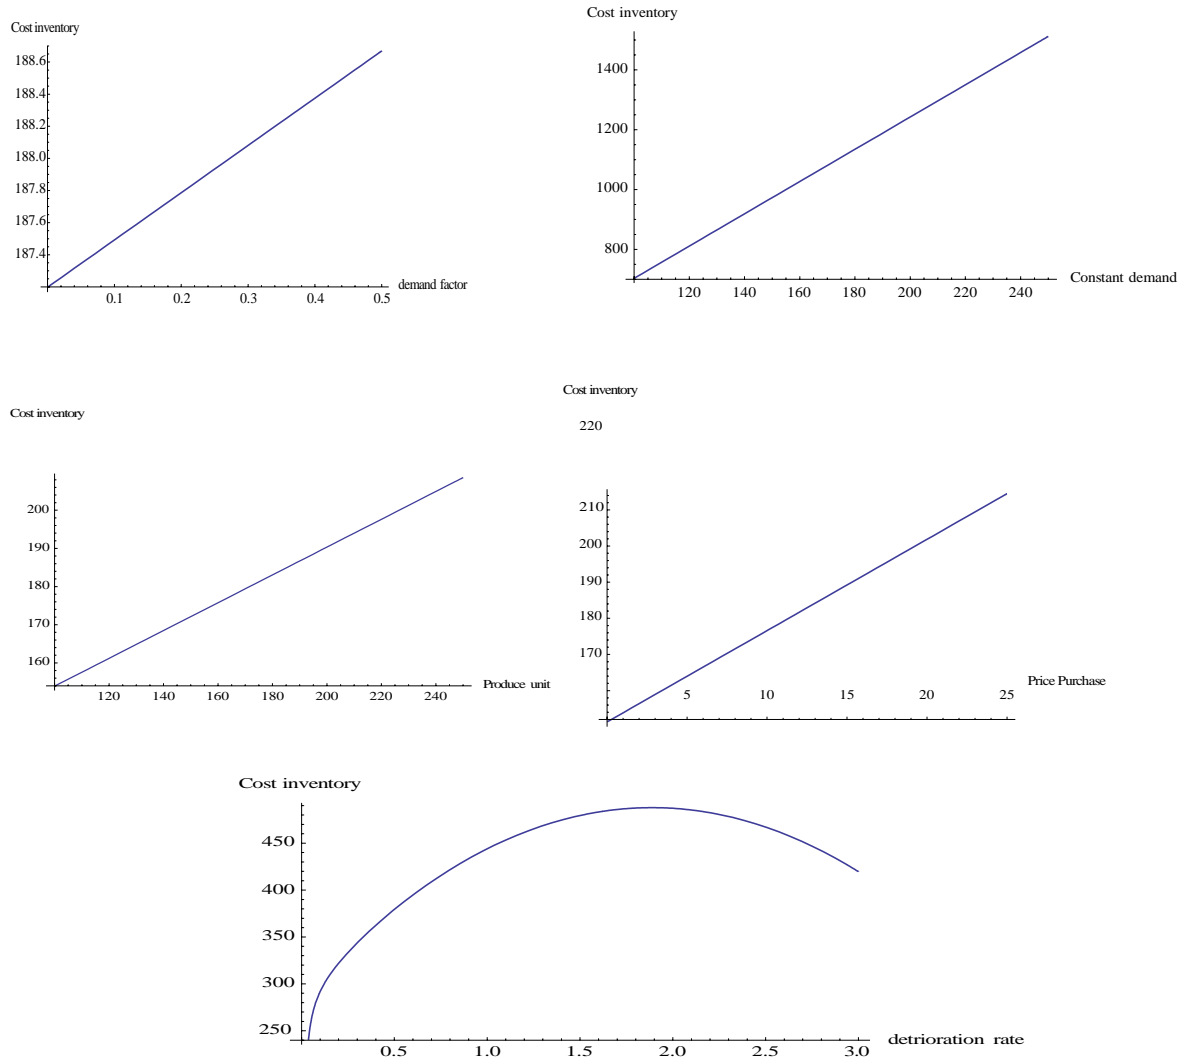 Cost inventory
188.6
188.4
188.2
188.0
187.8
187.6
187.4
0.1 0.2 0.3 0.4 0.5
demand factor
Cost inventory
1400
1200
1000
800
120 140 160 180 200 220 240
Constant demand
Cost inventory
200
190
180
170
160
120 140 160 180 200 220 240
Produce unit
Cost inventory
220
210
200
190
180
170
5 10 15 20 25
Price Purchase
Cost inventory
450
400
350
300
250
0.5 1.0 1.5 2.0 2.5 3.0
detrioration rate